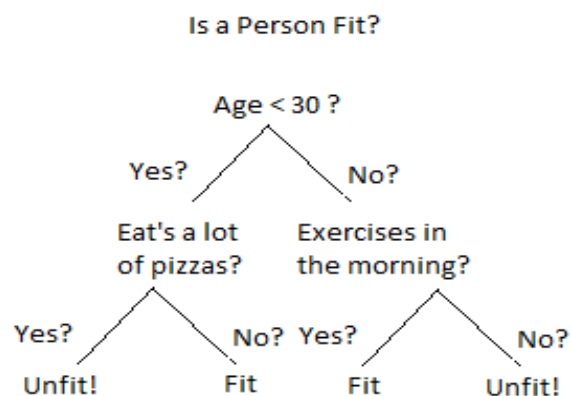 Is a Person Fit?
Age < 30 ?
Yes?
No?
Eat's a lot
of pizzas?
Exercises in
the morning?
Yes?
No?
Yes?
No?
Unfit!
Fit
Fit
Unfit!